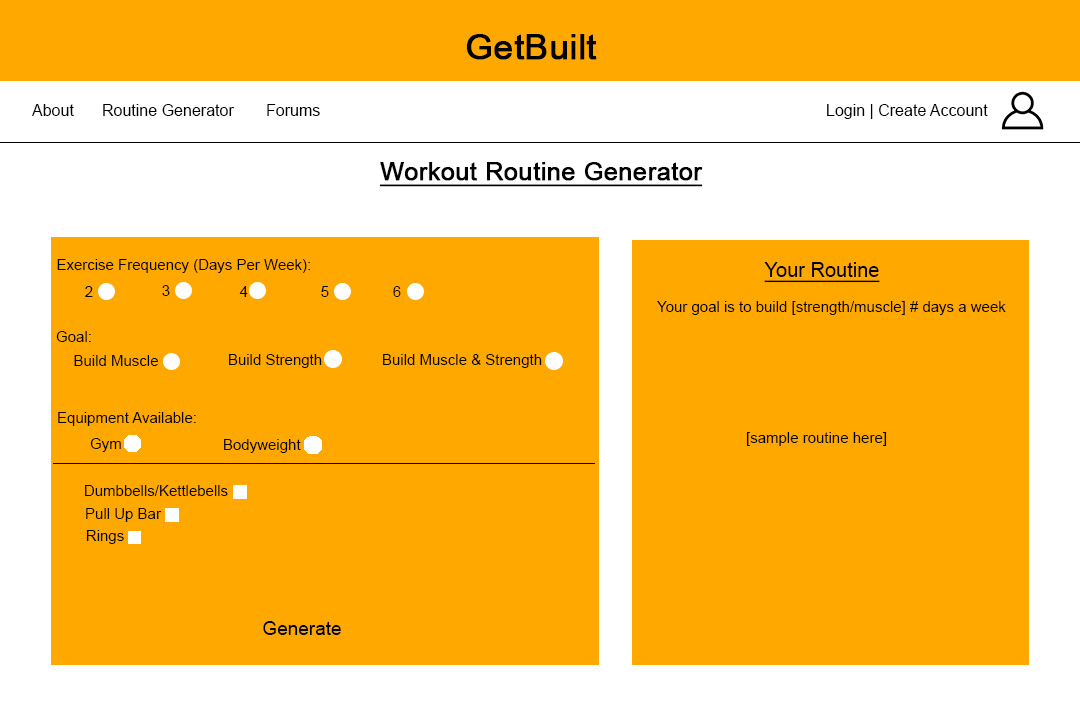 GetBuilt
About Routine Generator Forums Login | Create Account
Workout Routine Generator
Exercise Frequency (Days Per Week):
2 3 4 5 6
Goal:
Build Muscle Build Strength Build Muscle & Strength
Equipment Available:
Gym Bodyweight
Dumbbells/Kettlebells
Pull Up Bar
Rings
Generate
Your Routine
Your goal is to build [strength/muscle] # days a week
[sample routine here]